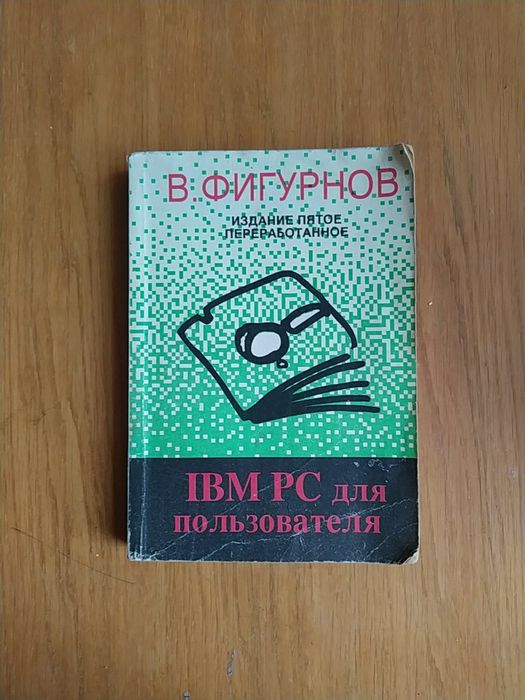 В. ФИГУРНОВ
ИЗДАНИЕ ПЯТОЕ
ПЕРЕРАБОТАННОЕ
IBM PC для
пользователя